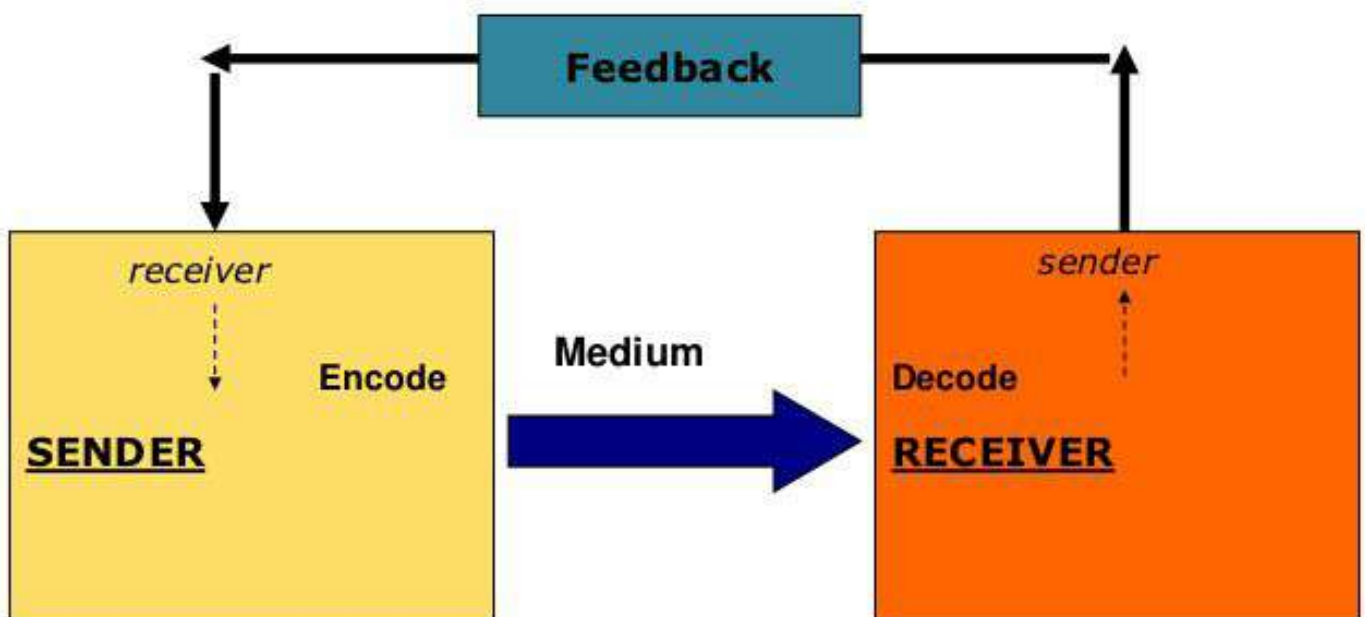 Feedback
receiver
sender
Medium
Encode
Decode
SENDER
RECEIVER